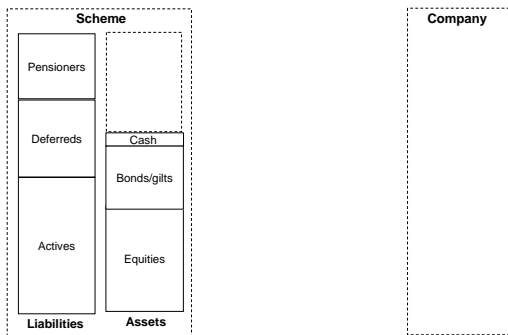 Scheme
Company
Pensioners
Deferreds
Cash
Bonds/gilts
Actives
Equities
Liabilities
Assets